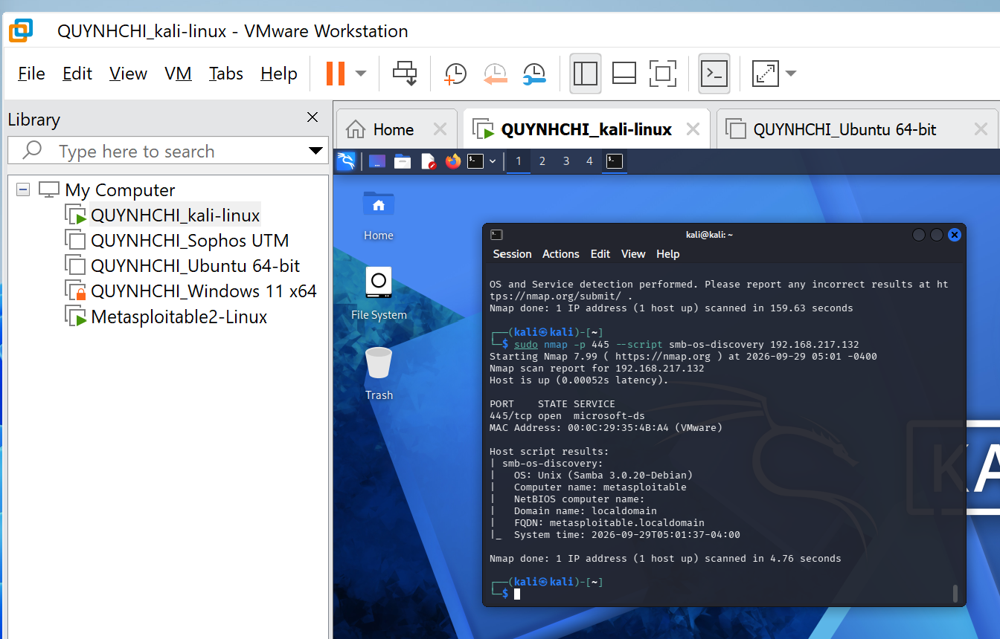 QUYNHCHI_kali-linux - VMware Workstation
File Edit View VM Tabs Help
Library
Type here to search
Home
QUYNHCHI_kali-linux
QUYNHCHI_Ubuntu 64-bit
My Computer
QUYNHCHI_kali-linux
QUYNHCHI_Sophos UTM
QUYNHCHI_Ubuntu 64-bit
QUYNHCHI_Windows 11 x64
Metasploitable2-Linux
1 2 3 4
Home
File System
Trash
kali@kali: ~
Session Actions Edit View Help
OS and Service detection performed. Please report any incorrect results at ht
tps://nmap.org/submit/ .
Nmap done: 1 IP address (1 host up) scanned in 159.63 seconds
┌──(kali㉿kali)-[~]
└─$ sudo nmap -p 445 --script smb-os-discovery 192.168.217.132
Starting Nmap 7.99 ( https://nmap.org ) at 2026-09-29 05:01 -0400
Nmap scan report for 192.168.217.132
Host is up (0.00052s latency).
PORT    STATE SERVICE
445/tcp open  microsoft-ds
MAC Address: 00:0C:29:35:4B:A4 (VMware)
Host script results:
| smb-os-discovery:
|   OS: Unix (Samba 3.0.20-Debian)
|   Computer name: metasploitable
|   NetBIOS computer name:
|   Domain name: localdomain
|   FQDN: metasploitable.localdomain
|_  System time: 2026-09-29T05:01:37-04:00
Nmap done: 1 IP address (1 host up) scanned in 4.76 seconds
┌──(kali㉿kali)-[~]
└─$
KA